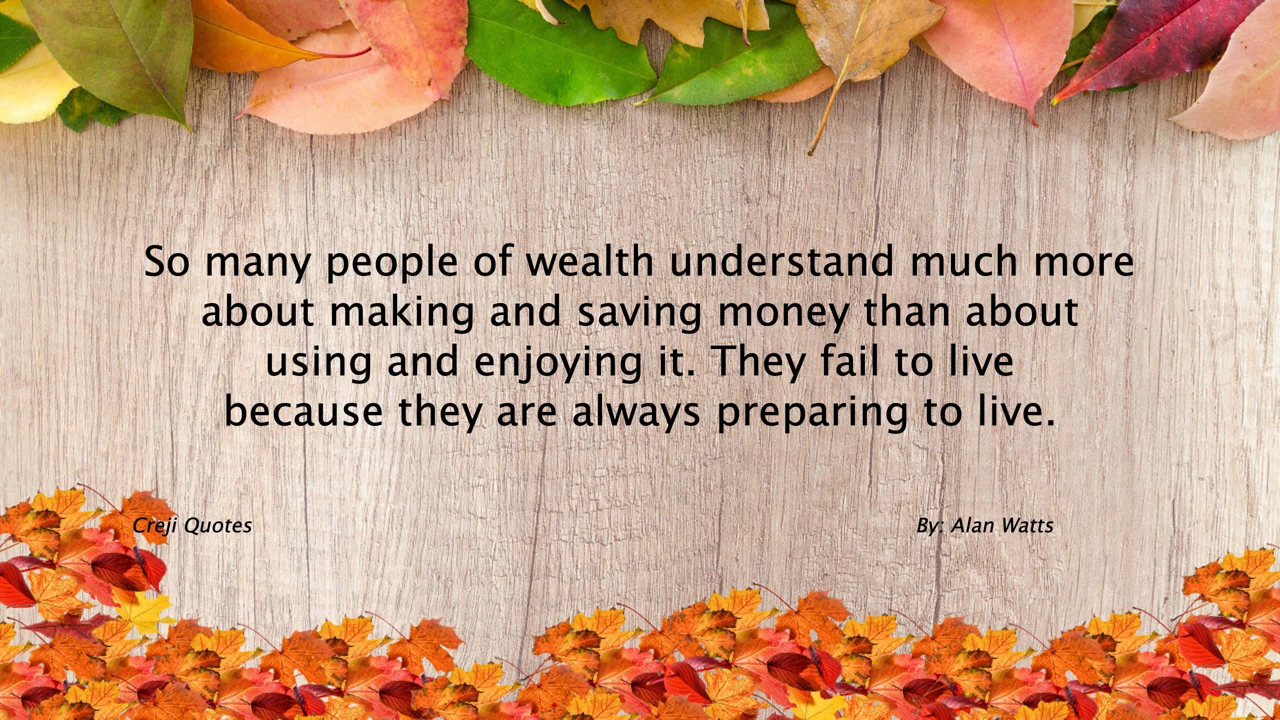 So many people of wealth understand much more
about making and saving money than about
using and enjoying it. They fail to live
because they are always preparing to live.
Creji Quotes
By: Alan Watts